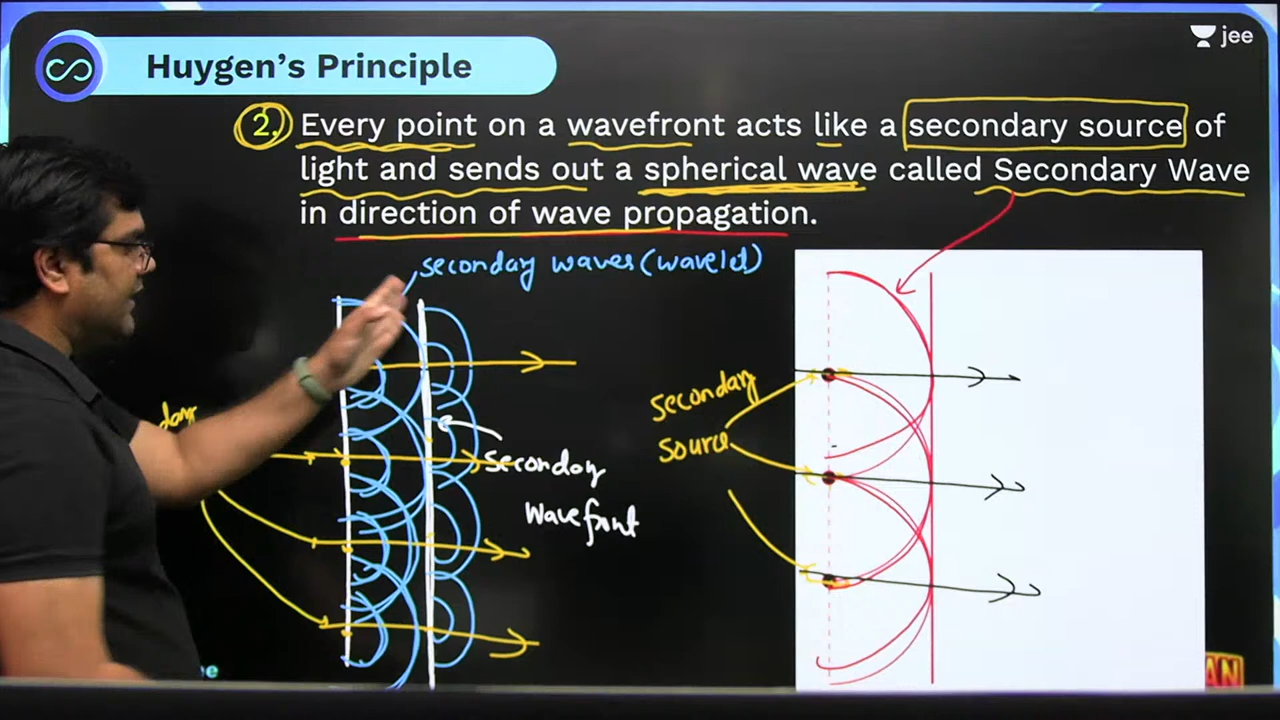 jee
Huygen's Principle
2. Every point on a wavefront acts like a secondary source of
light and sends out a spherical wave called Secondary Wave
in direction of wave propagation.
seconday waves (wavelet)
seconday
source
seconday
wavefront